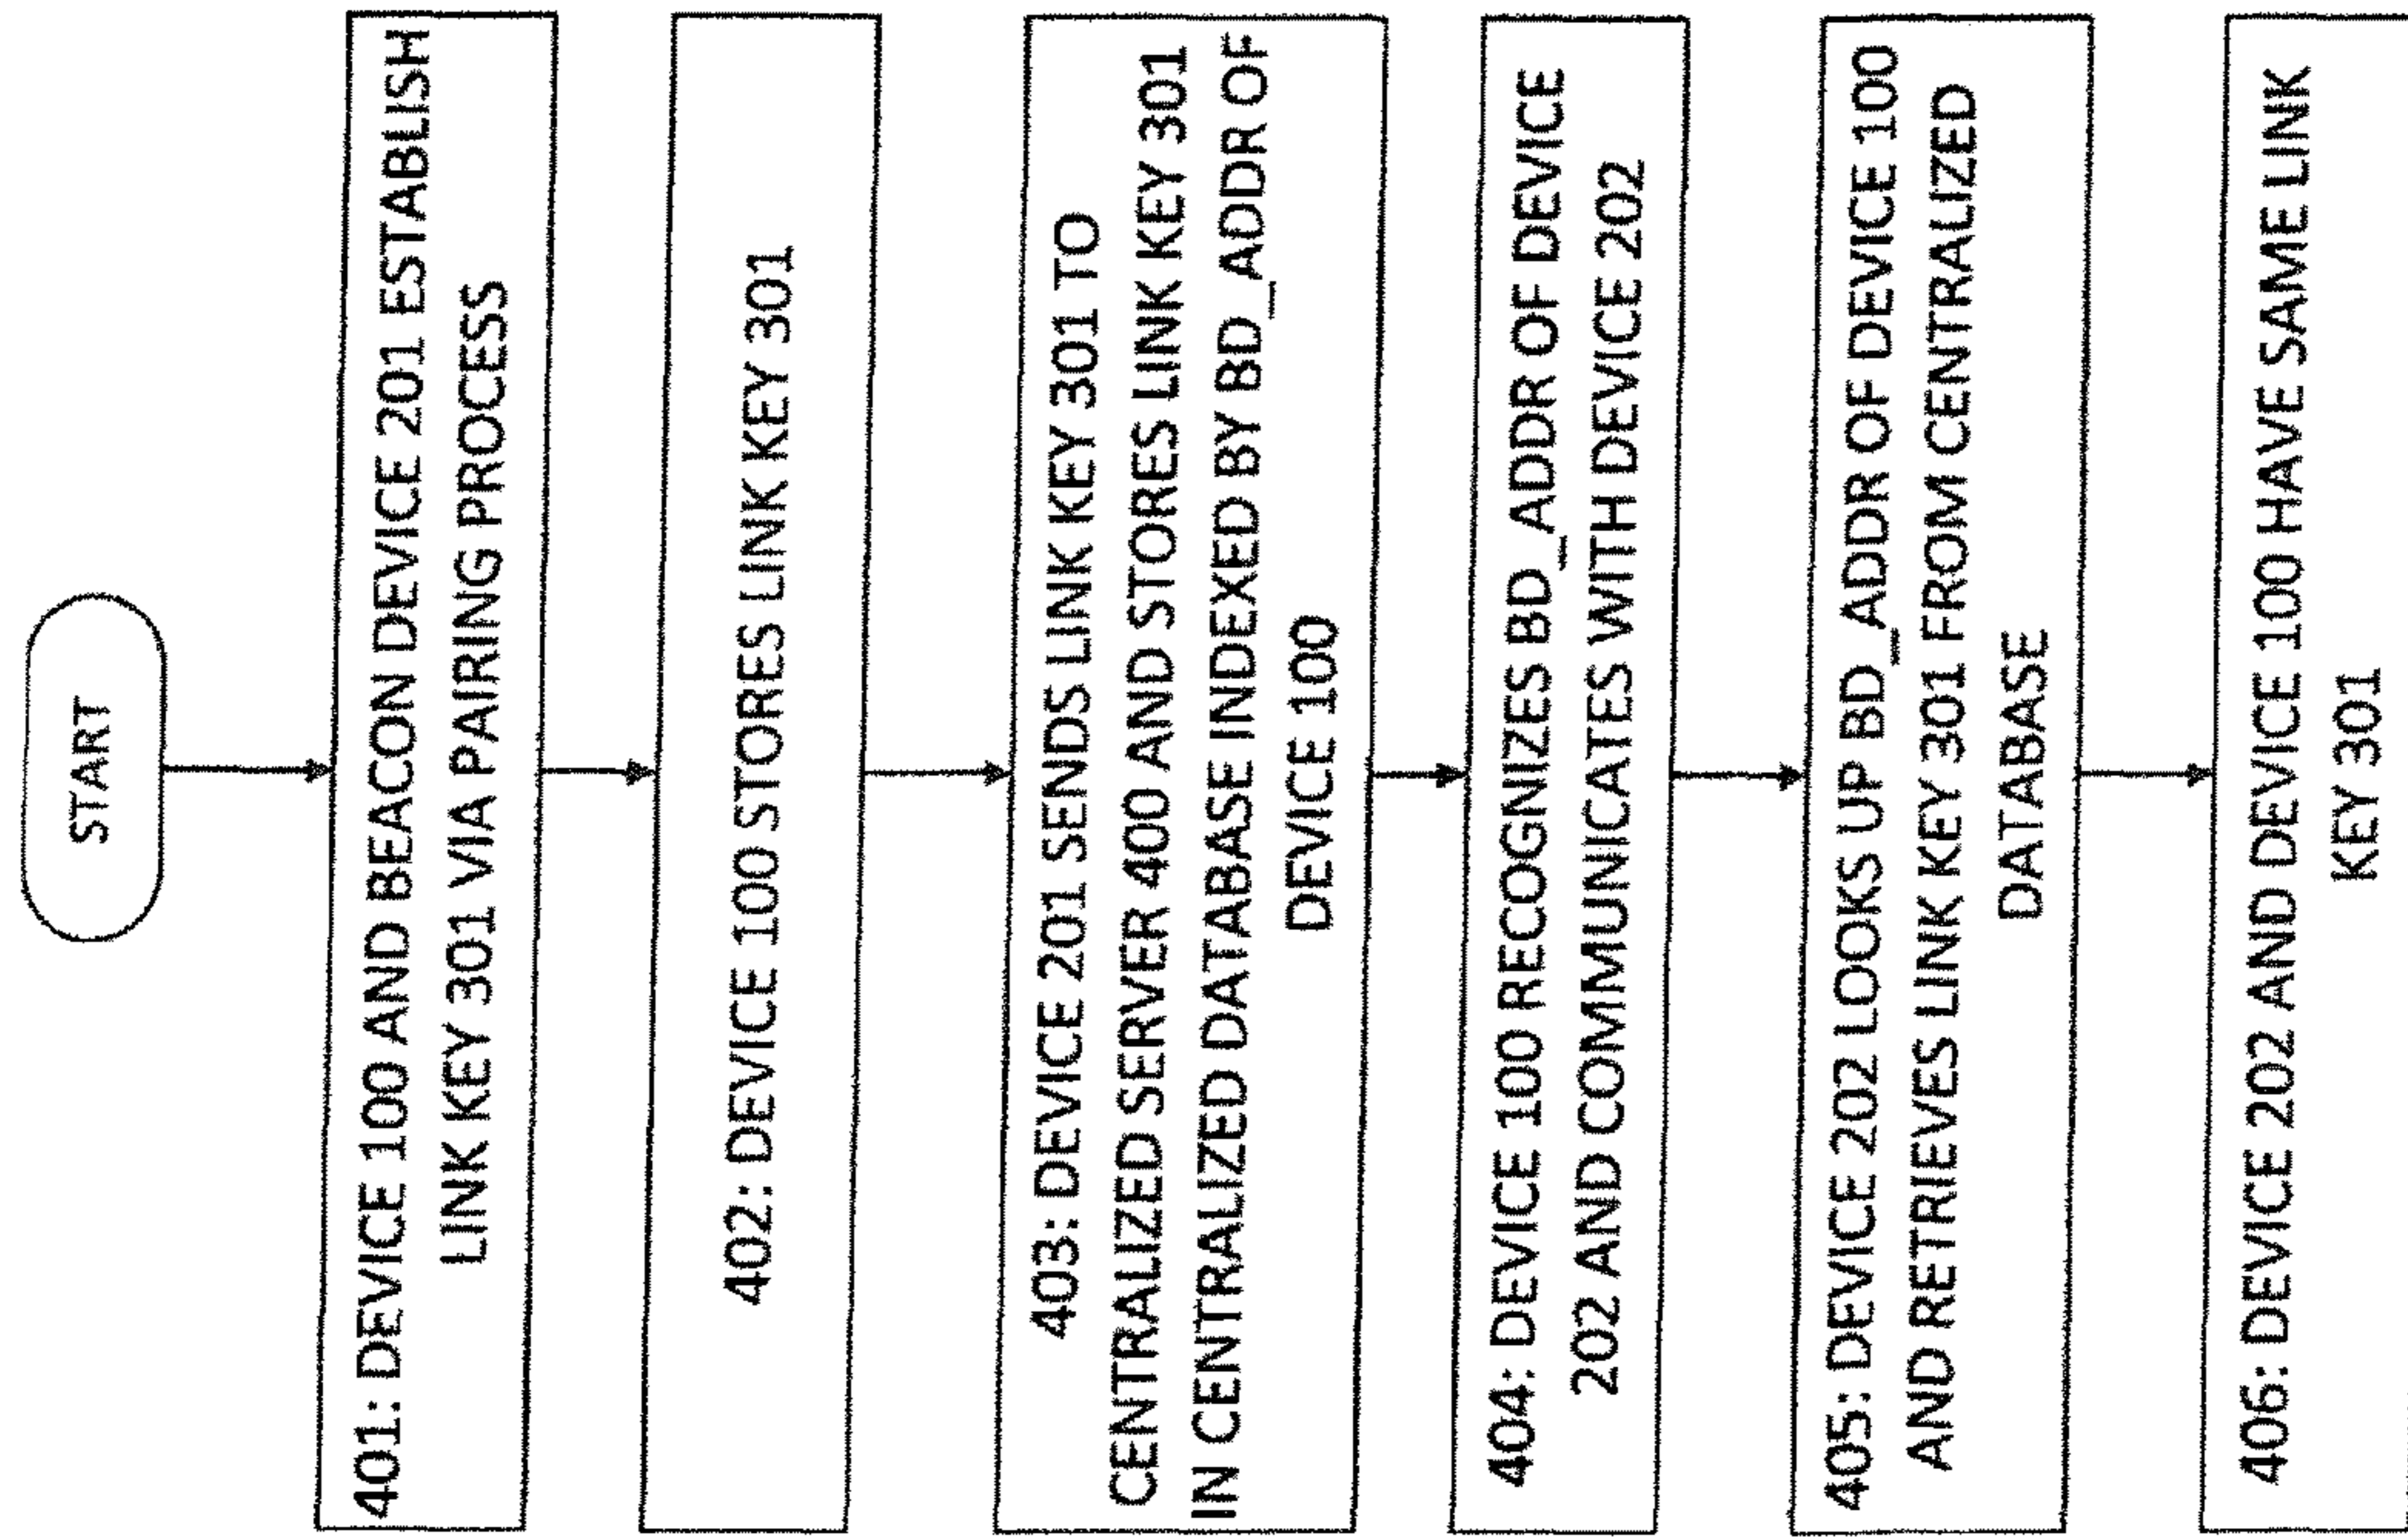 START
401: DEVICE 100 AND BEACON DEVICE 201 ESTABLISH
LINK KEY 301 VIA PAIRING PROCESS
402: DEVICE 100 STORES LINK KEY 301
403: DEVICE 201 SENDS LINK KEY 301 TO
CENTRALIZED SERVER 400 AND STORES LINK KEY 301
IN CENTRALIZED DATABASE INDEXED BY BD_ADDR OF
DEVICE 100
404: DEVICE 100 RECOGNIZES BD_ADDR OF DEVICE
202 AND COMMUNICATES WITH DEVICE 202
405: DEVICE 202 LOOKS UP BD_ADDR OF DEVICE 100
AND RETRIEVES LINK KEY 301 FROM CENTRALIZED
DATABASE
406: DEVICE 202 AND DEVICE 100 HAVE SAME LINK
KEY 301